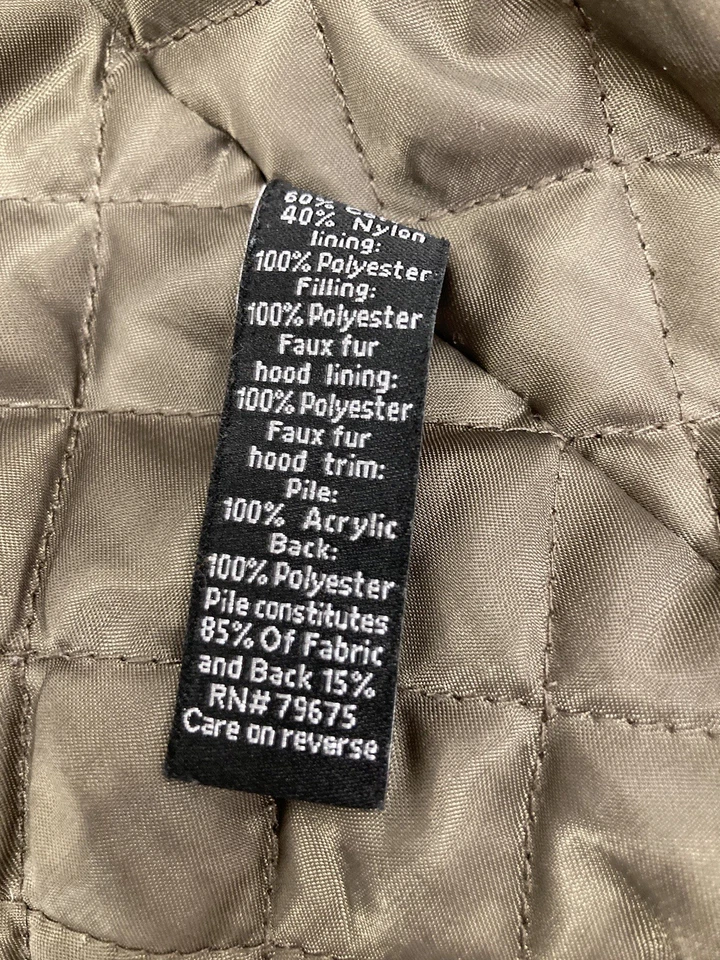 60%
40% Nylon
lining:
100% Polyester
Filling:
100% Polyester
Faux fur
hood lining:
100% Polyester
Faux fur
hood trim:
Pile:
100% Acrylic
Back:
100% Polyester
Pile constitutes
85% Of Fabric
and Back 15%
RN# 79675
Care on reverse